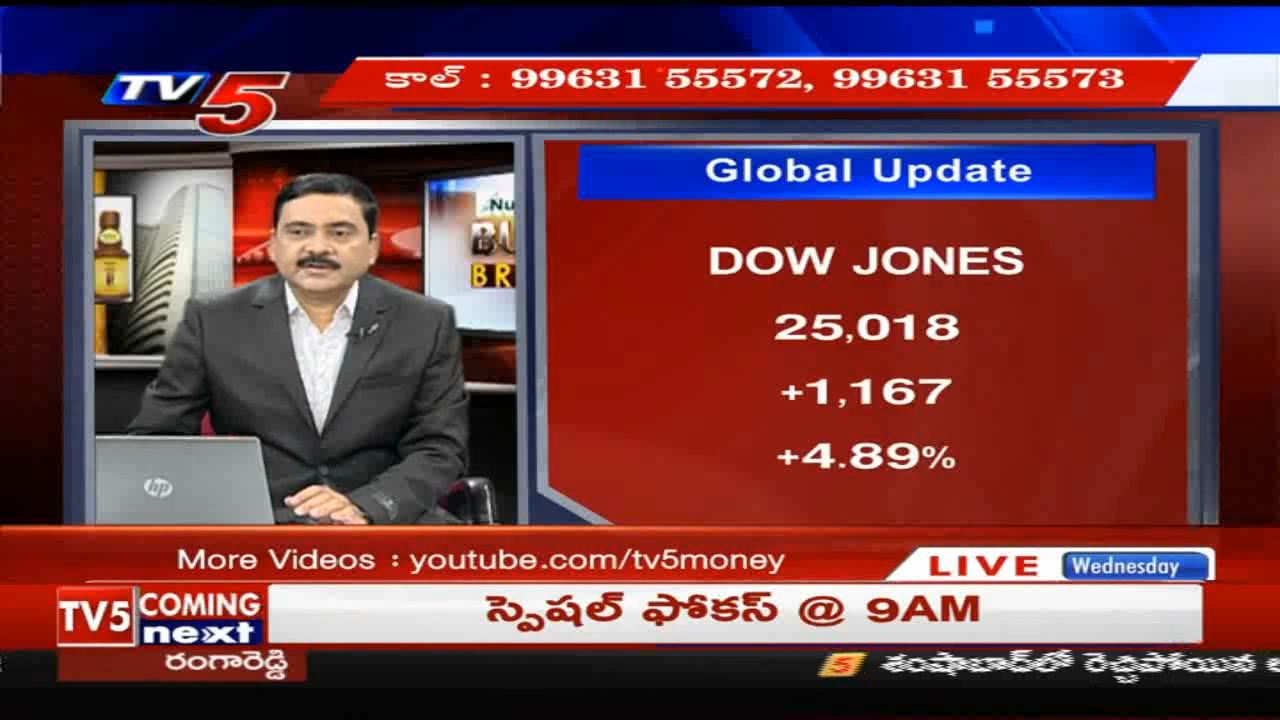 TV5
కాల్ : 99631 55572, 99631 55573
Global Update
DOW JONES
25,018
+1,167
+4.89%
hp
More Videos : youtube.com/tv5money
LIVE
Wednesday
TV5
COMING
next
స్పెషల్ ఫోకస్ @ 9AM
రంగారెడ్డి
5 శంషాబాద్‌లో రెచ్చిపోయిన